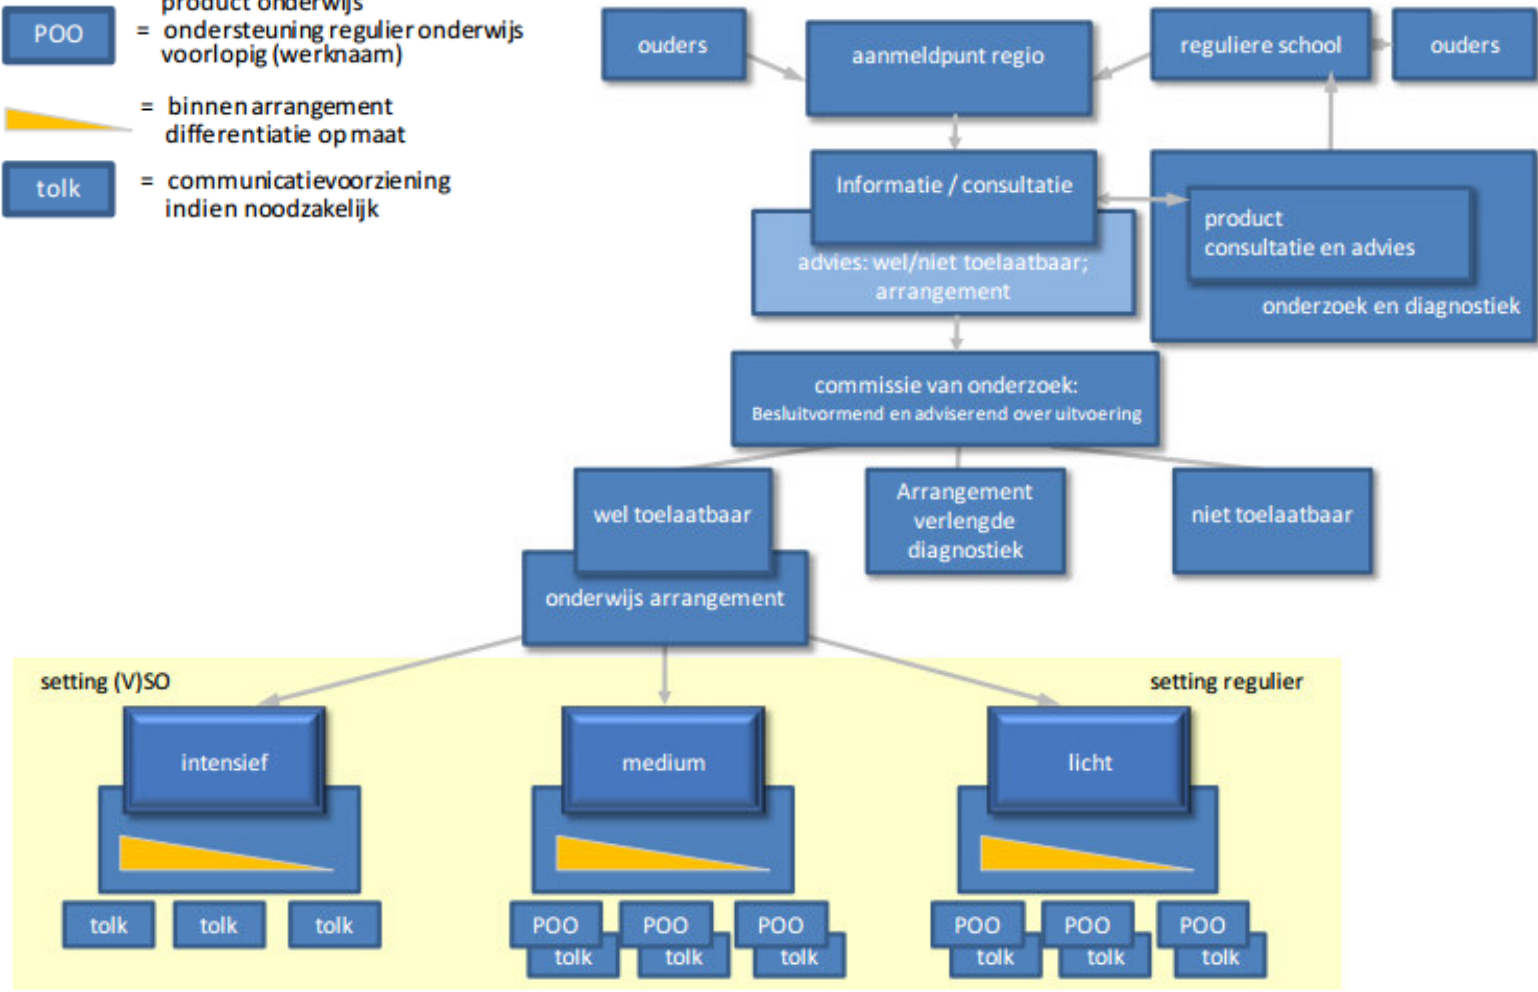 product onderwijs
POO = ondersteuning regulier onderwijs
voorlopig (werknaam)
= binnen arrangement
differentiatie op maat
tolk = communicatievoorziening
indien noodzakelijk
ouders
aanmeldpunt regio
reguliere school
ouders
Informatie / consultatie
advies: wel/niet toelaatbaar;
arrangement
product
consultatie en advies
onderzoek en diagnostiek
commissie van onderzoek:
Besluitvormend en adviserend over uitvoering
wel toelaatbaar
onderwijs arrangement
Arrangement
verlengde
diagnostiek
niet toelaatbaar
setting (V)SO
setting regulier
intensief
medium
licht
tolk tolk tolk
POO POO POO
tolk tolk tolk
POO POO POO
tolk tolk tolk